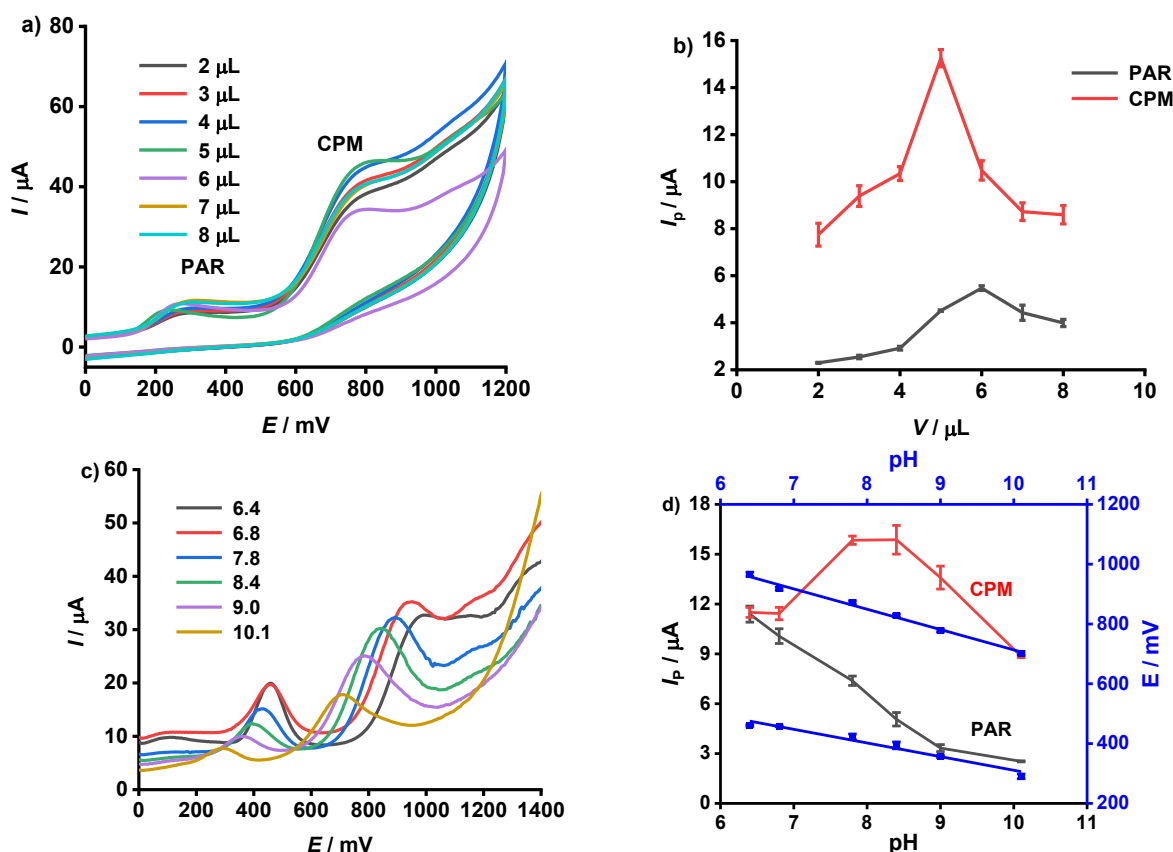 a)
80
60
40
20
0
I / μA
2 μL
3 μL
4 μL
5 μL
6 μL
7 μL
8 μL
PAR
CPM
0 200 400 600 800 1000 1200
E / mV
b)
16
14
12
10
8
6
4
2
Ip / μA
PAR
CPM
0 2 4 6 8 10
V / μL
c)
60
50
40
30
20
10
0
I / μA
6.4
6.8
7.8
8.4
9.0
10.1
0 200 400 600 800 1000 1200 1400
E / mV
pH
6 7 8 9 10 11
d)
18
15
12
9
6
3
0
IP / μA
CPM
PAR
1200
1000
800
600
400
200
E / mV
6 7 8 9 10 11
pH